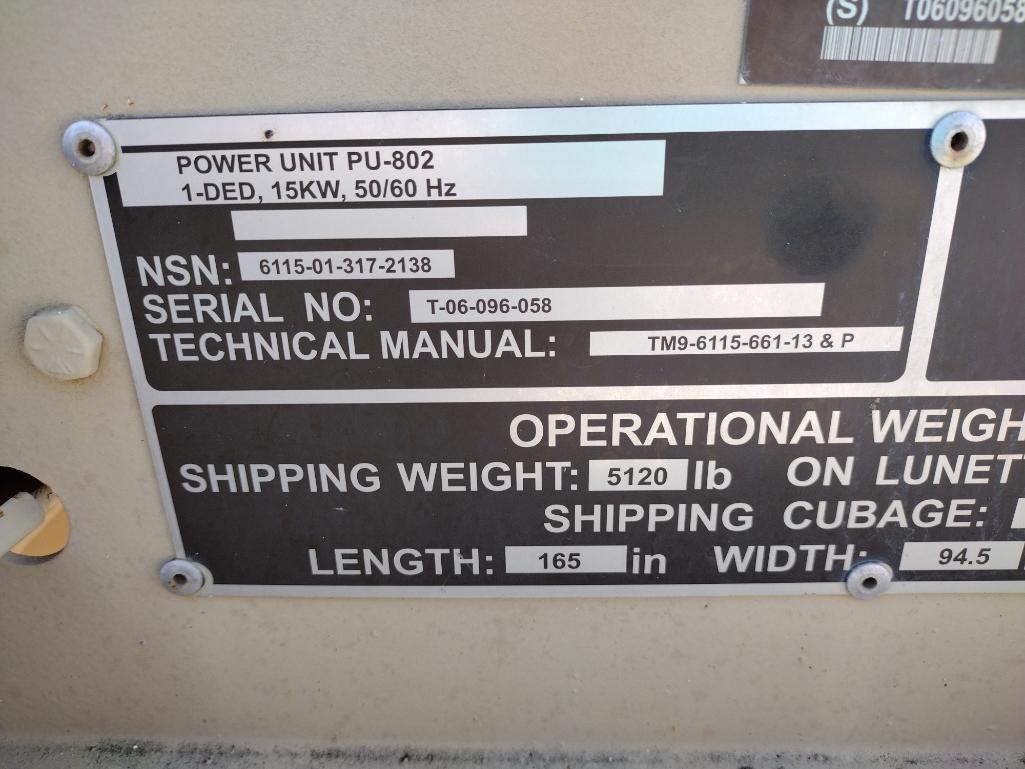 (S) T06096058
POWER UNIT PU-802
1-DED, 15KW, 50/60 Hz
NSN: 6115-01-317-2138
SERIAL NO: T-06-096-058
TECHNICAL MANUAL: TM9-6115-661-13 & P
OPERATIONAL WEIGH
SHIPPING WEIGHT: 5120 lb ON LUNETT
SHIPPING CUBAGE:
LENGTH: 165 in WIDTH: 94.5